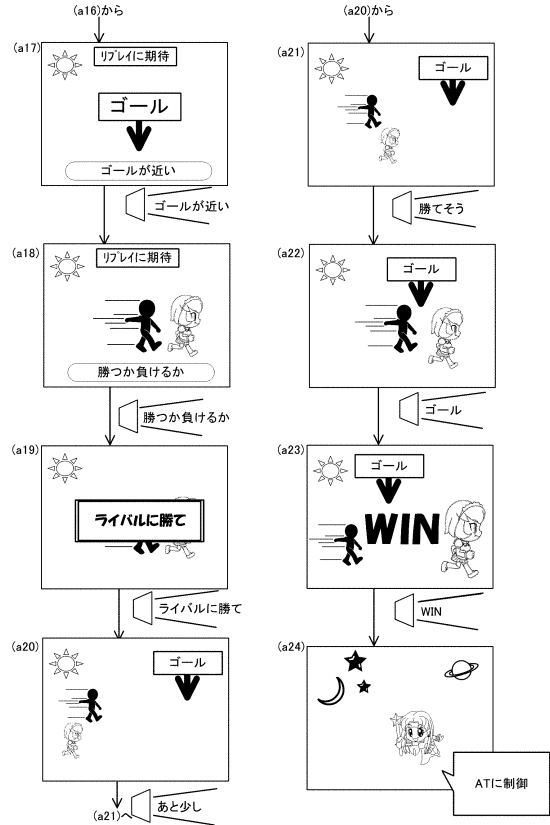 (a16)から
(a17)
ﾘﾌﾟﾚｲに期待
ゴール
ゴールが近い
ゴールが近い
(a18)
ﾘﾌﾟﾚｲに期待
勝つか負けるか
勝つか負けるか
(a19)
ライバルに勝て
ライバルに勝て
(a20)
ゴール
(a21)へ
あと少し
(a20)から
(a21)
ゴール
勝てそう
(a22)
ゴール
ゴール
(a23)
ゴール
WIN
WIN
(a24)
ATに制御